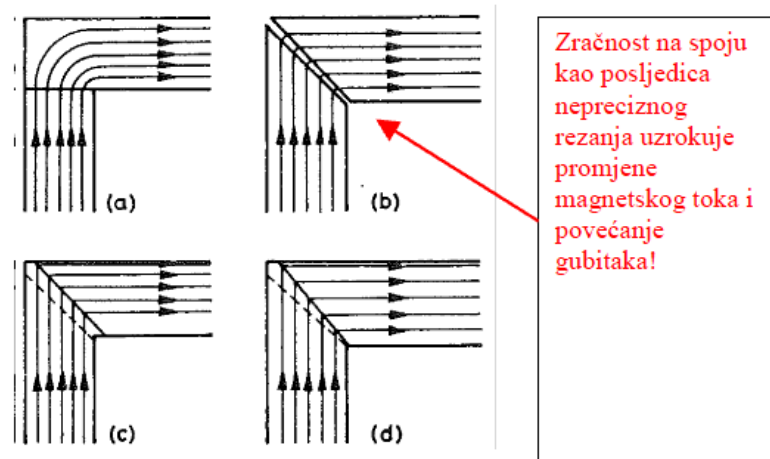 (a)
(b)
(c)
(d)
Zračnost na spoju
kao posljedica
nepreciznog
rezanja uzrokuje
promjene
magnetskog toka i
povećanje
gubitaka!